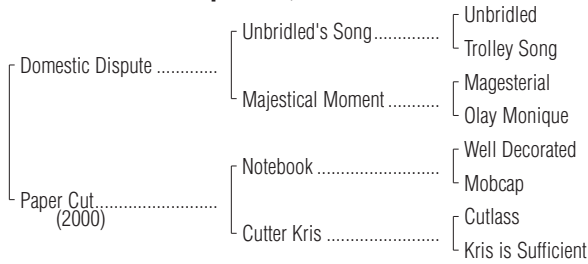 Unbridled
Unbridled's Song..............
Trolley Song
Domestic Dispute .............
Magesterial
Majestical Moment ...........
Olay Monique
Well Decorated
Notebook .........................
Mobcap
Paper Cut..........................
(2000)
Cutlass
Cutter Kris .......................
Kris is Sufficient